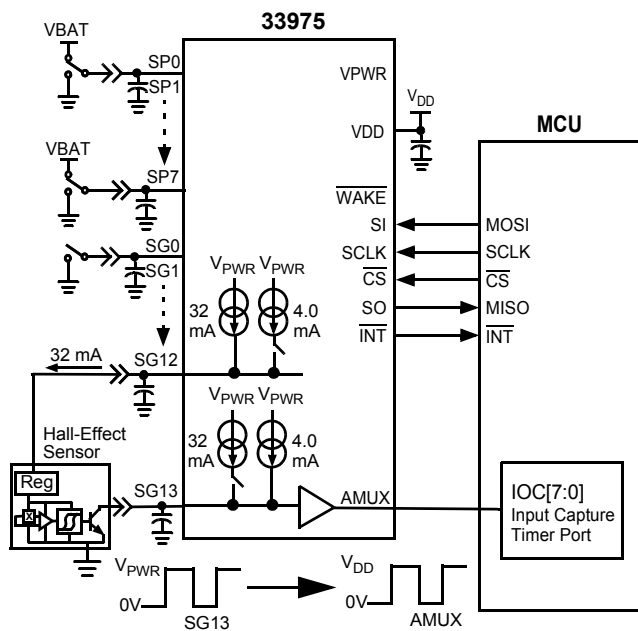 33975
VBAT
SP0
SP1
VPWR
VDD
VDD
MCU
VBAT
SP7
WAKE
SI
MOSI
SG0
SCLK
SCLK
SG1
CS
CS
VPWR
VPWR
SO
MISO
32
mA
4.0
mA
INT
INT
32 mA
SG12
VPWR
VPWR
Hall-Effect
Sensor
32
mA
4.0
mA
Reg
X
SG13
AMUX
IOC[7:0]
Input Capture
Timer Port
VPWR
0V
SG13
VDD
0V
AMUX